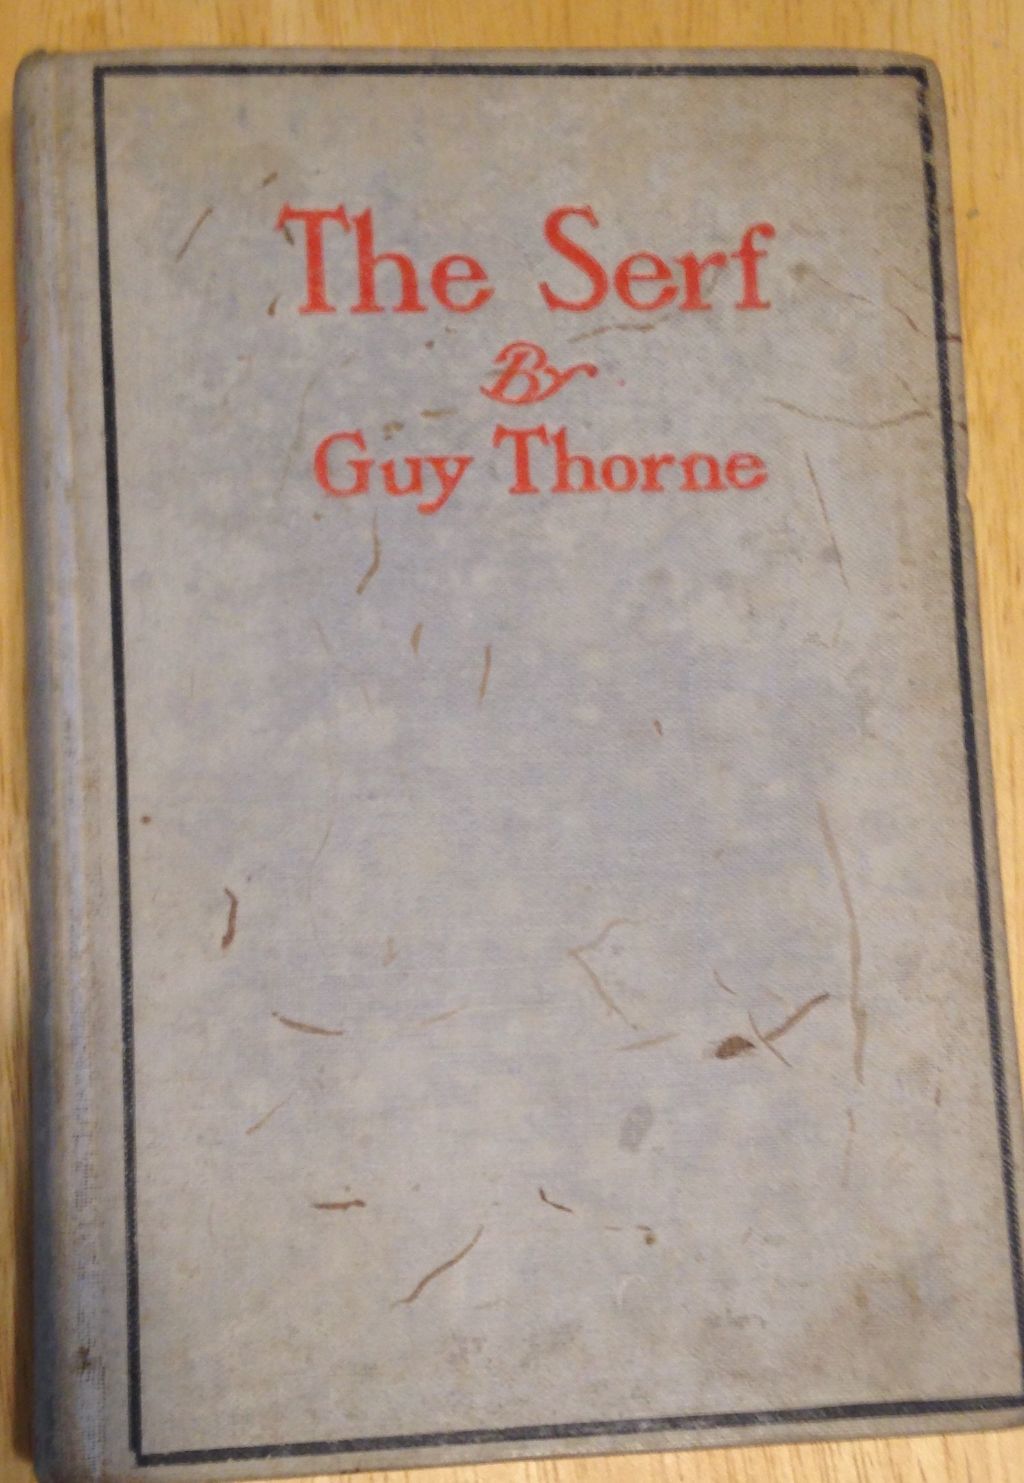 The Serf
By
Guy Thorne